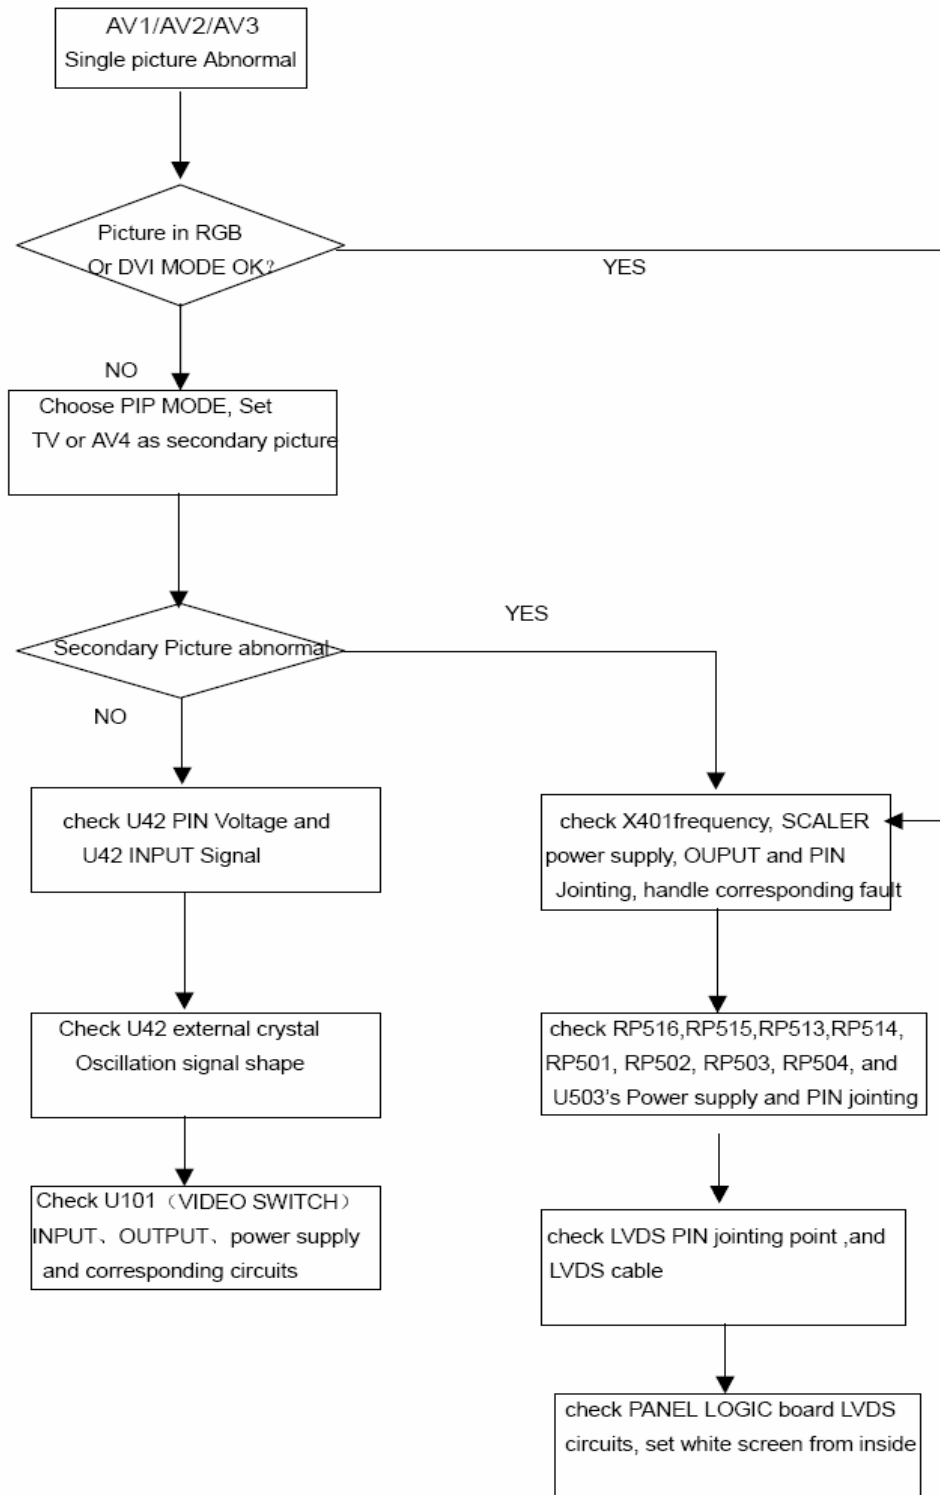 AV1/AV2/AV3
Single picture Abnormal
Picture in RGB
Or DVI MODE OK?
YES
NO
Choose PIP MODE, Set
TV or AV4 as secondary picture
YES
Secondary Picture abnormal
NO
check U42 PIN Voltage and
U42 INPUT Signal
check X401frequency, SCALER
power supply, OUPUT and PIN
Jointing, handle corresponding fault
Check U42 external crystal
Oscillation signal shape
check RP516,RP515,RP513,RP514,
RP501, RP502, RP503, RP504, and
U503's Power supply and PIN jointing
Check U101（VIDEO SWITCH）
INPUT、OUTPUT、power supply
and corresponding circuits
check LVDS PIN jointing point ,and
LVDS cable
check PANEL LOGIC board LVDS
circuits, set white screen from inside